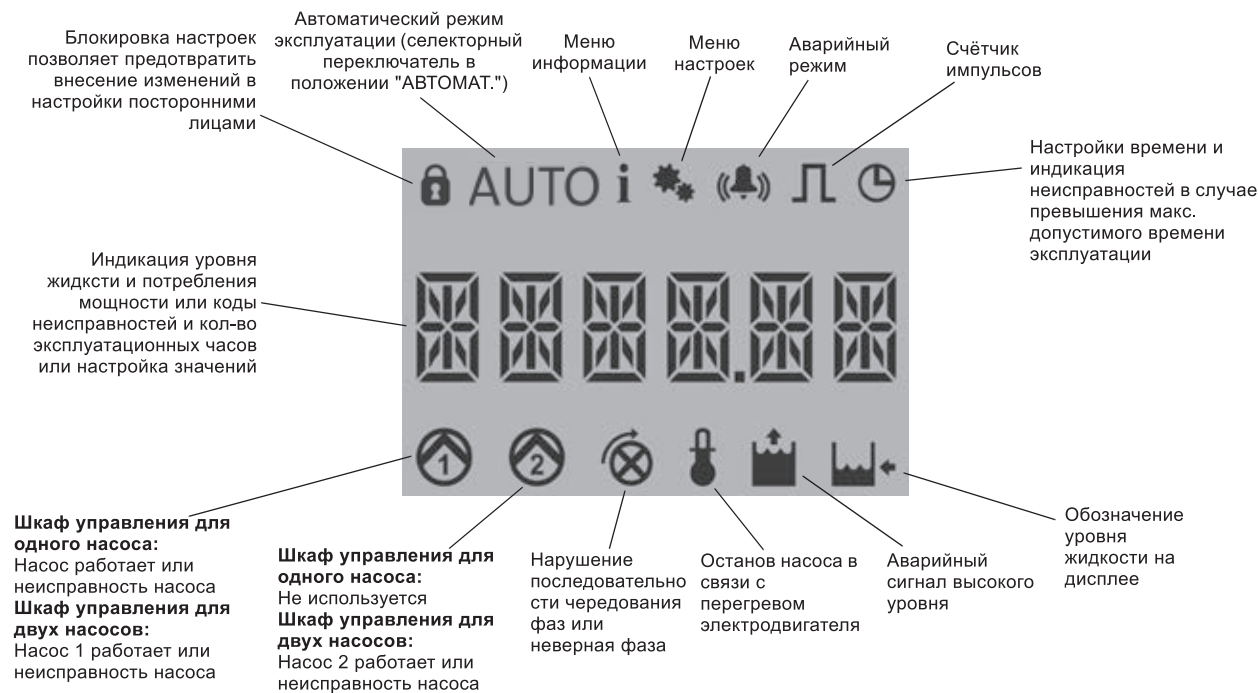 Блокировка настроек
позволяет предотвратить
внесение изменений в
настройки посторонними
лицами
Автоматический режим
эксплуатации (селекторный
переключатель в
положении "АВТОМАТ.")
Меню
информации
Меню
настроек
Аварийный
режим
Счётчик
импульсов
Настройки времени и
индикация
неисправностей в случае
превышения макс.
допустимого времени
эксплуатации
AUTO i
Индикация уровня
жидксти и потребления
мощности или коды
неисправностей и кол-во
эксплуатационных часов
или настройка значений
1
2
Шкаф управления для
одного насоса:
Насос работает или
неисправность насоса
Шкаф управления для
двух насосов:
Насос 1 работает или
неисправность насоса
Шкаф управления для
одного насоса:
Не используется
Шкаф управления для
двух насосов:
Насос 2 работает или
неисправность насоса
Нарушение
последовательно
сти чередования
фаз или
неверная фаза
Останов насоса в
связи с
перегревом
электродвигателя
Аварийный
сигнал высокого
уровня
Обозначение
уровня
жидкости на
дисплее